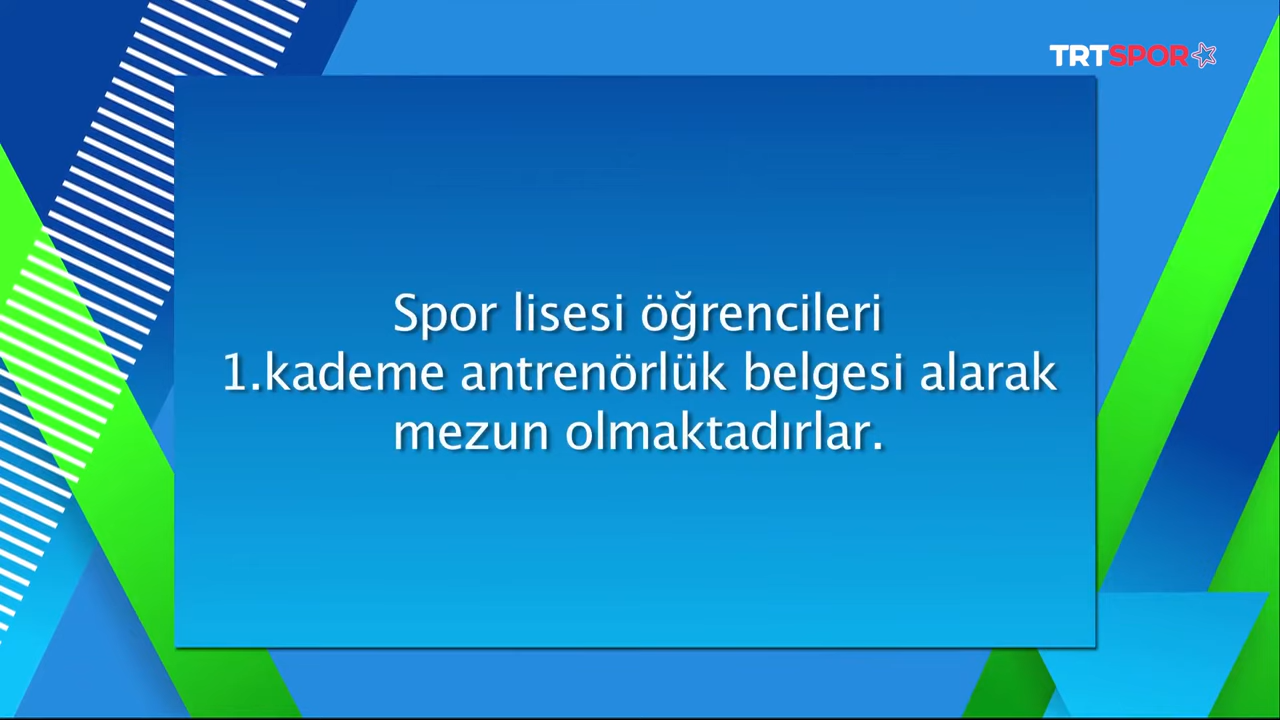 TRTSPOR
Spor lisesi öğrencileri
1.kademe antrenörlük belgesi alarak
mezun olmaktadırlar.